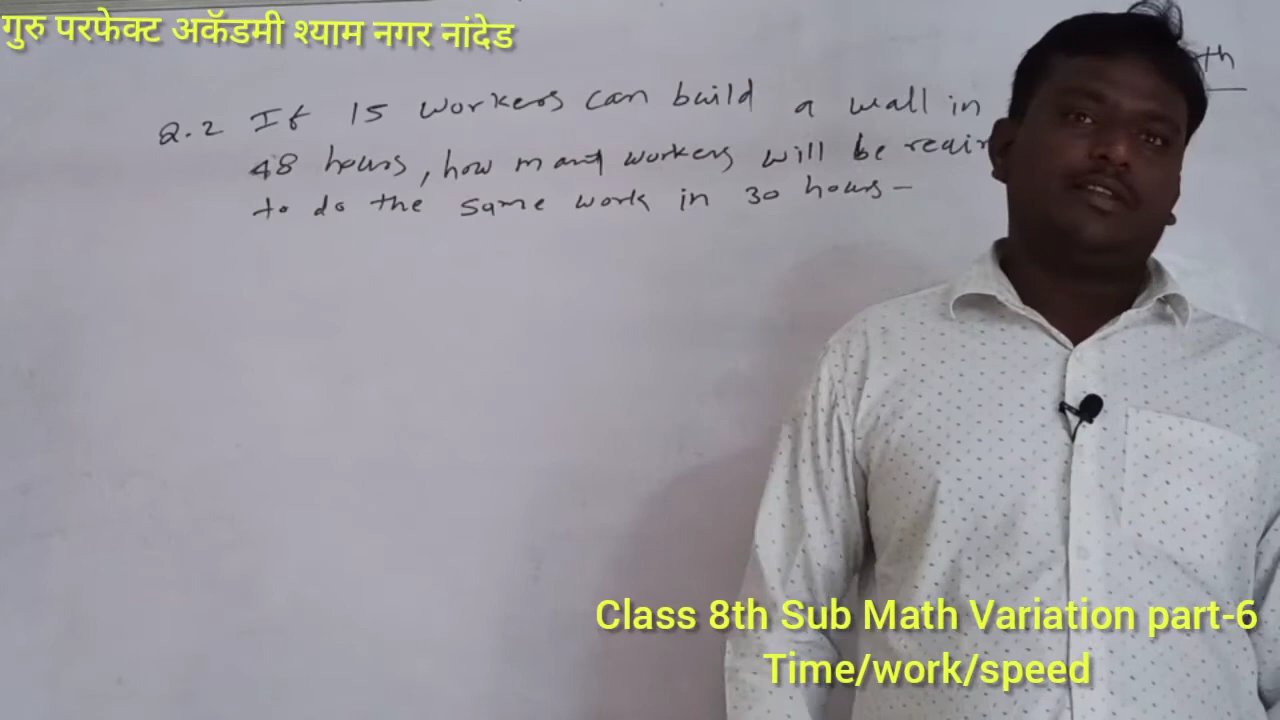 गुरु परफेक्ट अकॅडमी श्याम नगर नांदेड
th
Q.2 If 15 workers can build a wall in
48 hours, how many workers will be
to do the same work in 30 hours –
Class 8th Sub Math Variation part-6
Time/work/speed